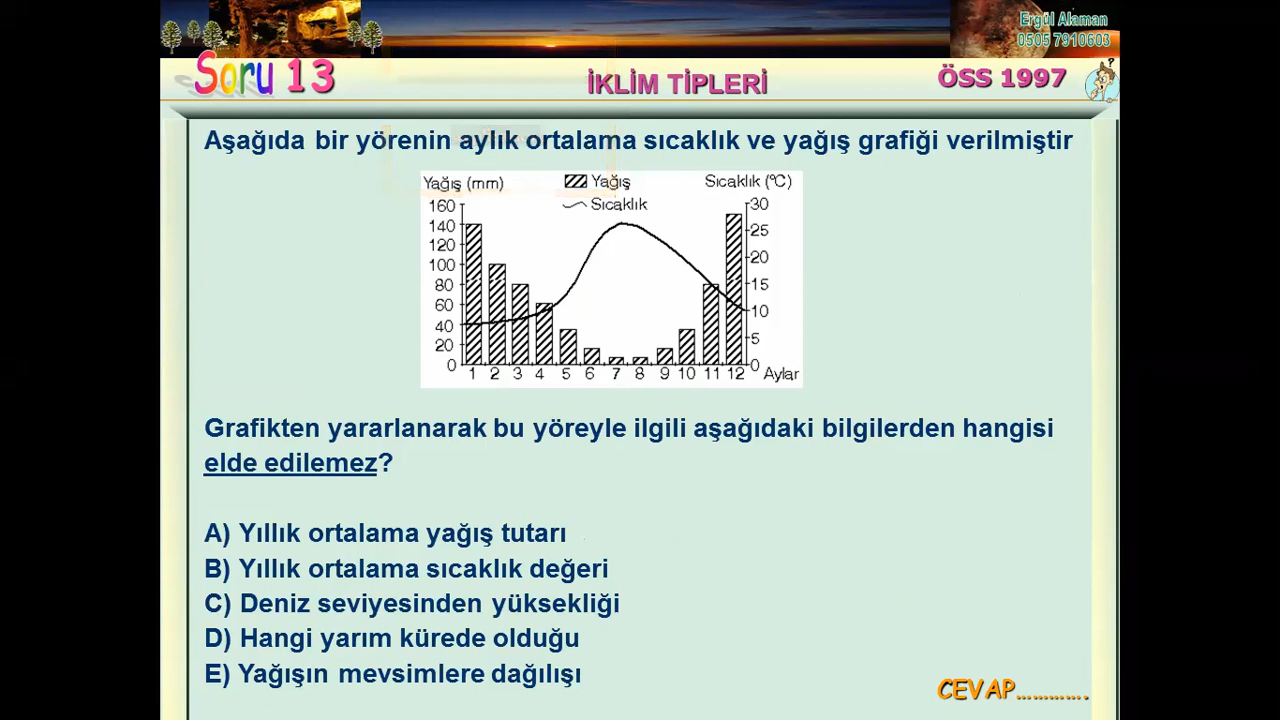 Ergül Alaman
0505 7910603
Soru 13
İKLİM TİPLERİ
ÖSS 1997
Aşağıda bir yörenin aylık ortalama sıcaklık ve yağış grafiği verilmiştir
Yağış (mm)
Yağış
Sıcaklık (°C)
Sıcaklık
160
140
120
100
80
60
40
20
0
30
25
20
15
10
5
0
1 2 3 4 5 6 7 8 9 10 11 12 Aylar
Grafikten yararlanarak bu yöreyle ilgili aşağıdaki bilgilerden hangisi
elde edilemez?
A) Yıllık ortalama yağış tutarı
B) Yıllık ortalama sıcaklık değeri
C) Deniz seviyesinden yüksekliği
D) Hangi yarım kürede olduğu
E) Yağışın mevsimlere dağılışı
CEVAP............